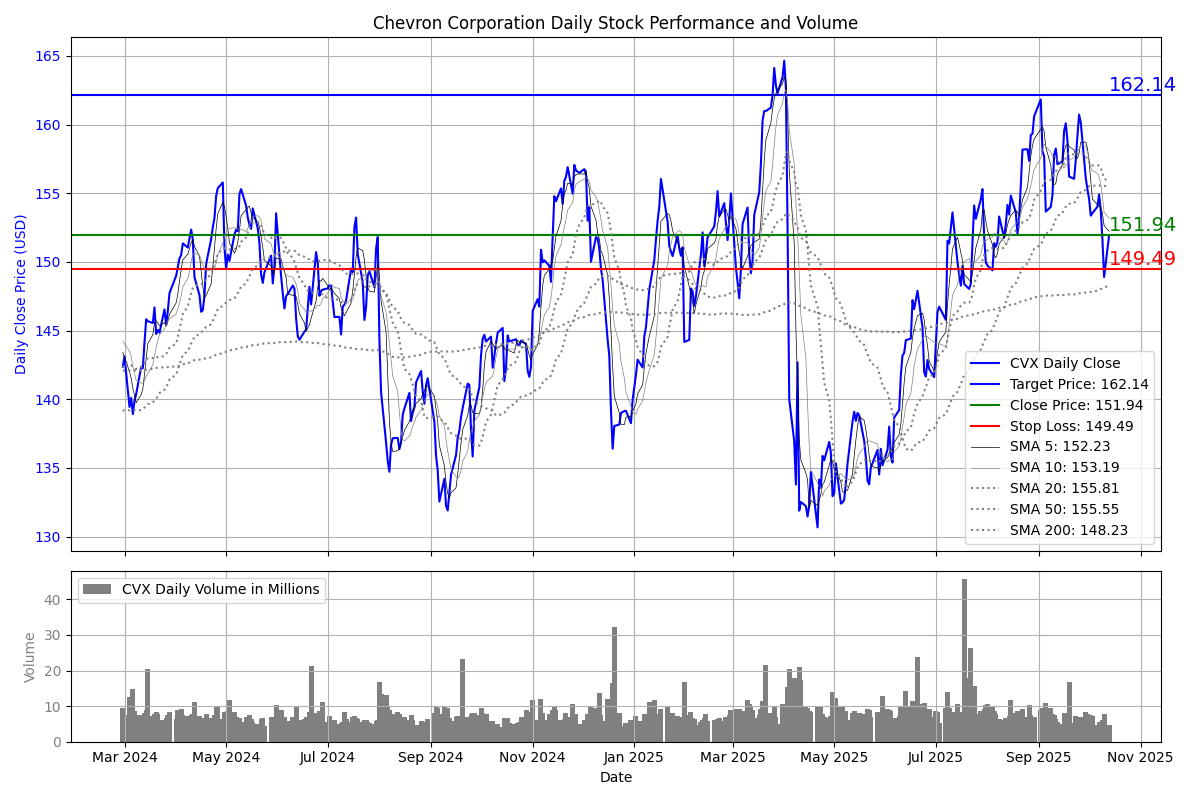 Chevron Corporation Daily Stock Performance and Volume
Daily Close Price (USD)
165
160
155
150
145
140
135
130
162.14
151.94
149.49
CVX Daily Close
Target Price: 162.14
Close Price: 151.94
Stop Loss: 149.49
SMA 5: 152.23
SMA 10: 153.19
SMA 20: 155.81
SMA 50: 155.55
SMA 200: 148.23
Volume
40
30
20
10
0
CVX Daily Volume in Millions
Mar 2024 May 2024 Jul 2024 Sep 2024 Nov 2024 Jan 2025 Mar 2025 May 2025 Jul 2025 Sep 2025 Nov 2025
Date